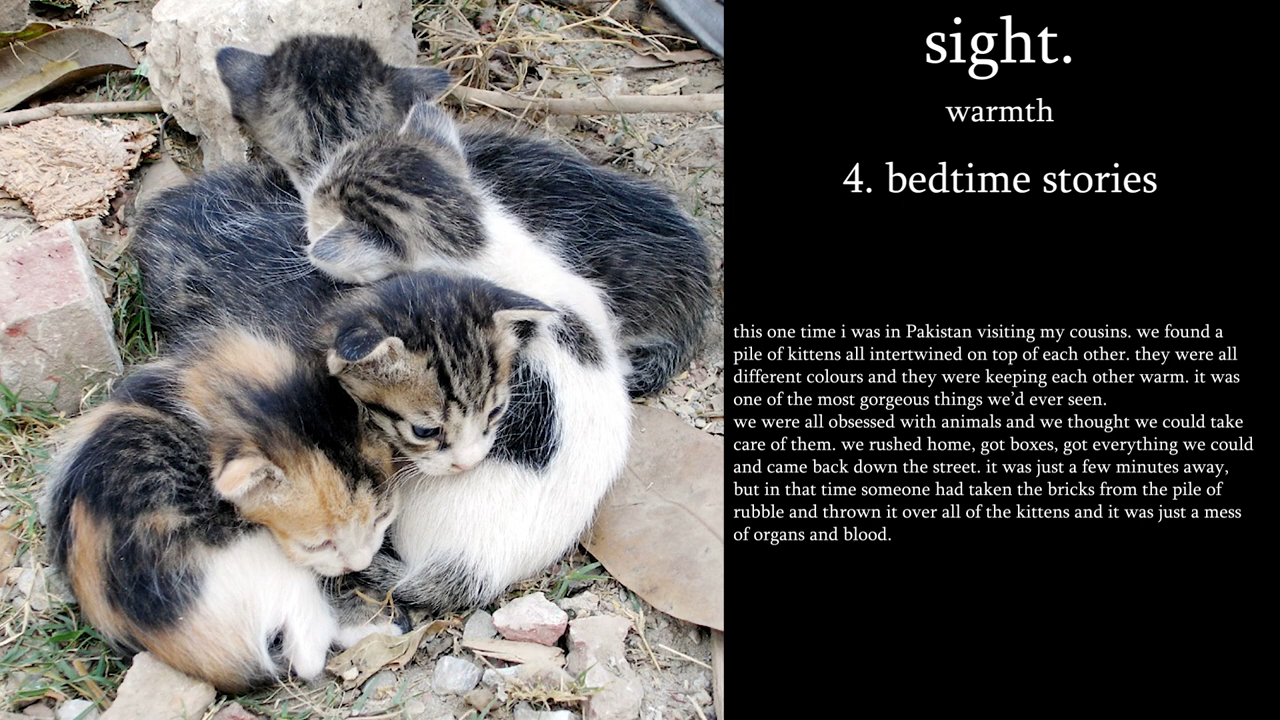 sight.
warmth
4. bedtime stories
this one time i was in Pakistan visiting my cousins. we found a
pile of kittens all intertwined on top of each other. they were all
different colours and they were keeping each other warm. it was
one of the most gorgeous things we’d ever seen.
we were all obsessed with animals and we thought we could take
care of them. we rushed home, got boxes, got everything we could
and came back down the street. it was just a few minutes away,
but in that time someone had taken the bricks from the pile of
rubble and thrown it over all of the kittens and it was just a mess
of organs and blood.